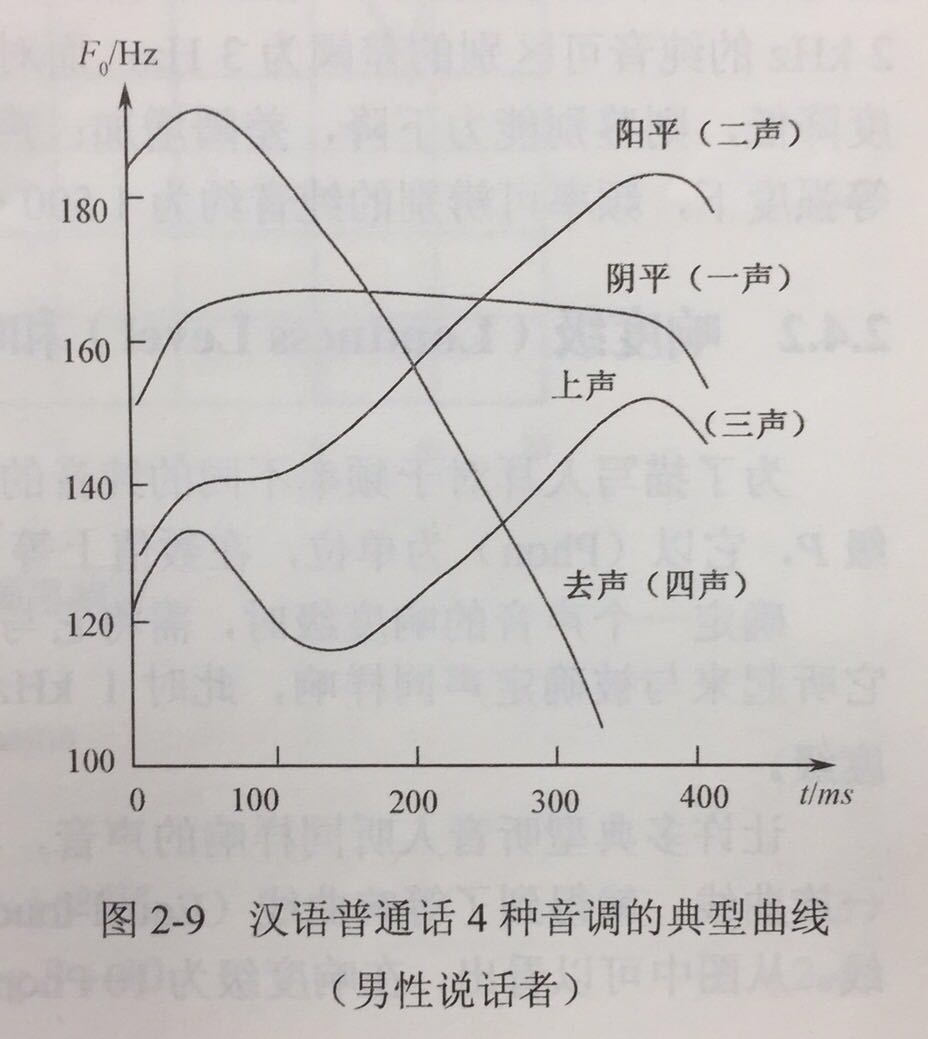 F₀/Hz
阳平（二声）
180
阴平（一声）
160
上声
（三声）
140
去声（四声）
120
100
0 100 200 300 400 t/ms
图 2-9 汉语普通话 4 种音调的典型曲线
（男性说话者）